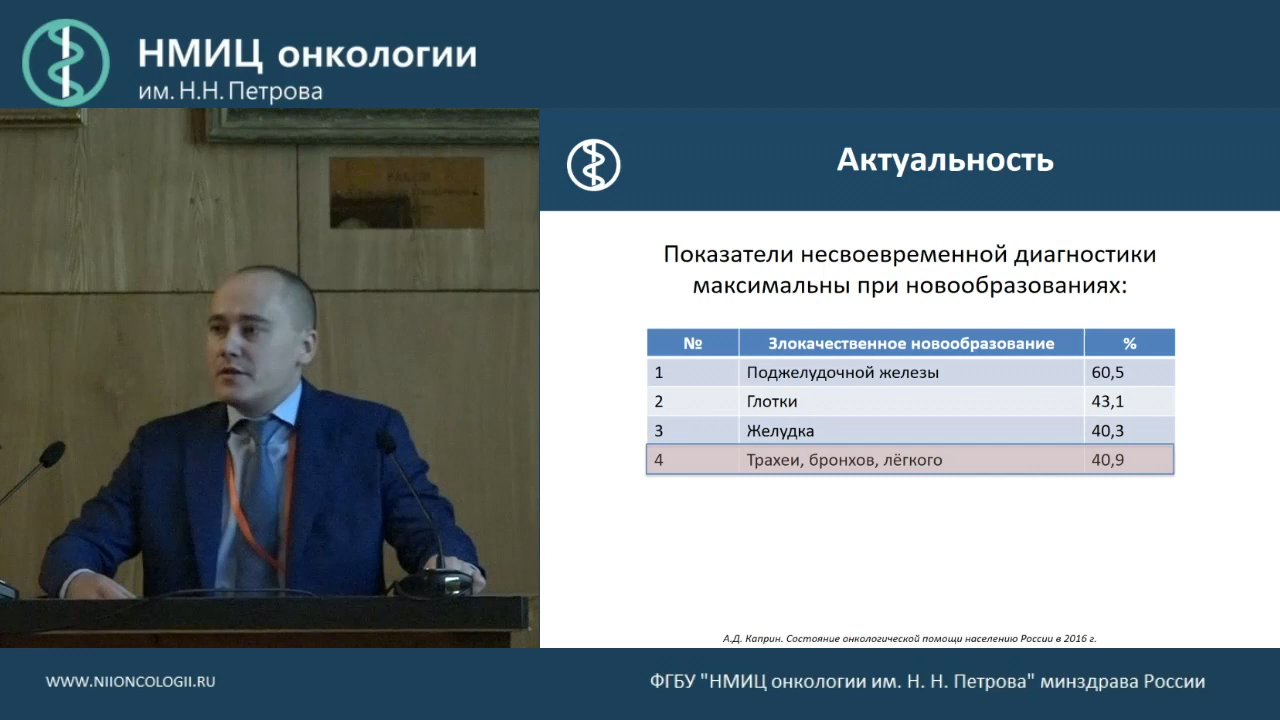 НМИЦ онкологии
им. Н.Н. Петрова
Актуальность
Показатели несвоевременной диагностики
максимальны при новообразованиях:
№ Злокачественное новообразование %
1 Поджелудочной железы 60,5
2 Глотки 43,1
3 Желудка 40,3
4 Трахеи, бронхов, лёгкого 40,9
А.Д. Каприн. Состояние онкологической помощи населению России в 2016 г.
WWW.NIIONCOLOGII.RU
ФГБУ "НМИЦ онкологии им. Н. Н. Петрова" минздрава России